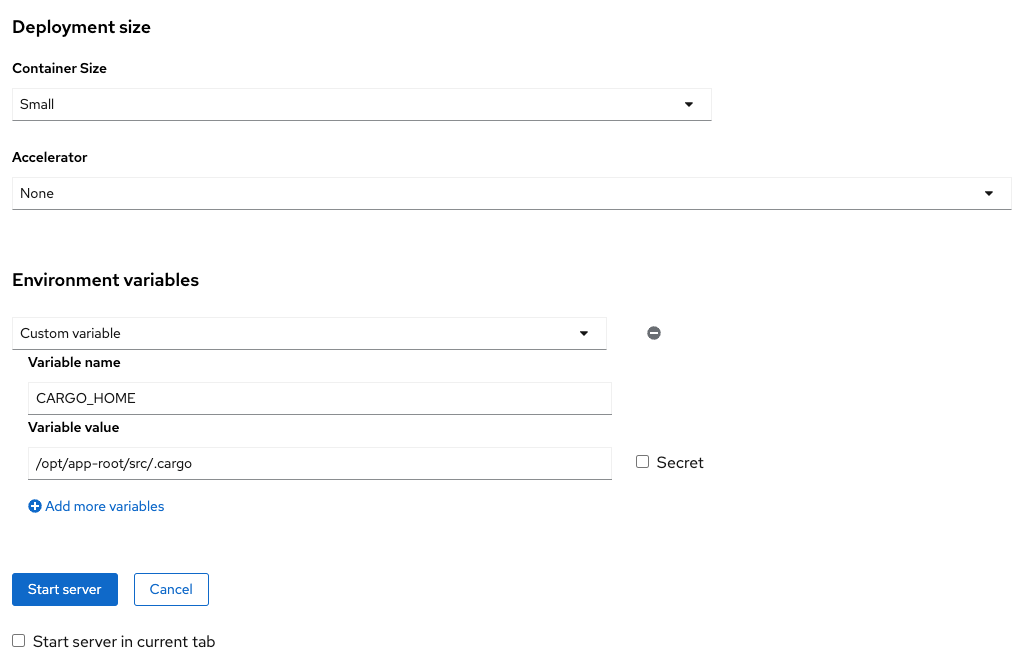 Deployment size
Container Size
Small
Accelerator
None
Environment variables
Custom variable
Variable name
CARGO_HOME
Variable value
/opt/app-root/src/.cargo
Secret
Add more variables
Start server Cancel
Start server in current tab